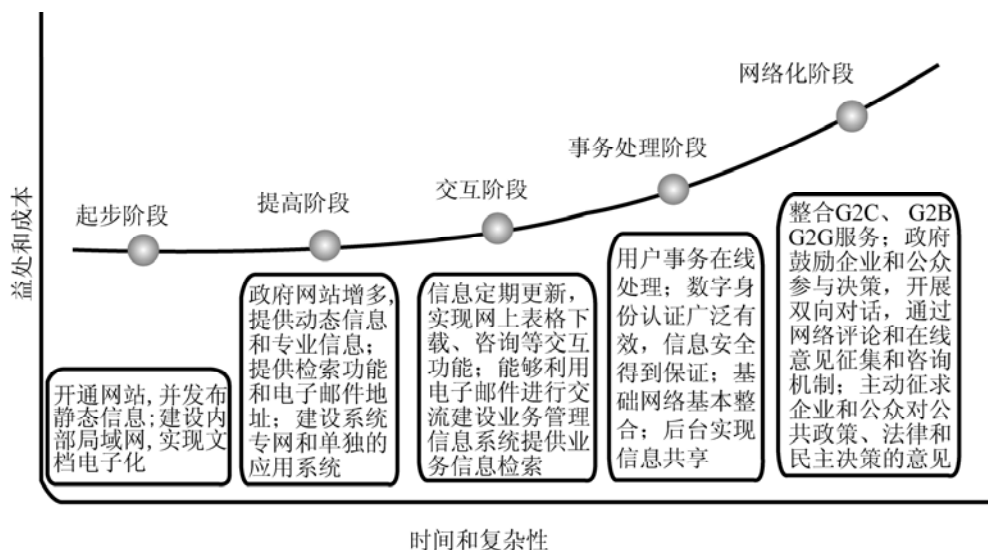 网络化阶段
事务处理阶段
交互阶段
提高阶段
起步阶段
益处和成本
开通网站,并发布
静态信息;建设内
部局域网,实现文
档电子化
政府网站增多,
提供动态信息
和专业信息;
提供检索功能
和电子邮件地
址;建设系统
专网和单独的
应用系统
信息定期更新,
实现网上表格下
载、咨询等交互
功能;能够利用
电子邮件进行交
流建设业务管理
信息系统提供业
务信息检索
用户事务在线
处理;数字身
份认证广泛有
效,信息安全
得到保证;基
础网络基本整
合;后台实现
信息共享
整合G2C、G2B
G2G服务;政府
鼓励企业和公众
参与决策,开展
双向对话,通过
网络评论和在线
意见征集和咨询
机制;主动征求
企业和公众对公
共政策、法律和
民主决策的意见
时间和复杂性